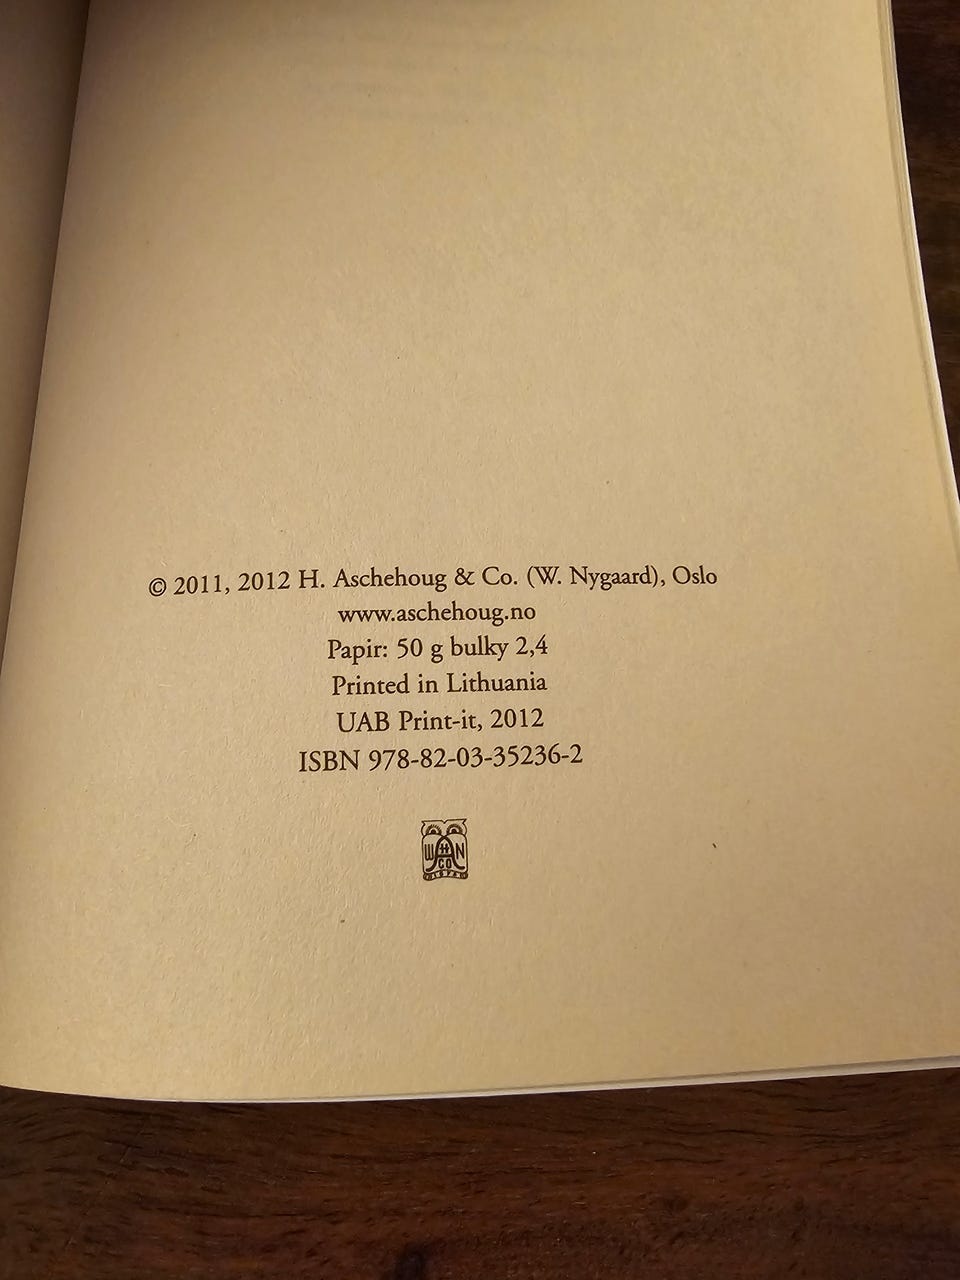 © 2011, 2012 H. Aschehoug & Co. (W. Nygaard), Oslo
www.aschehoug.no
Papir: 50 g bulky 2,4
Printed in Lithuania
UAB Print-it, 2012
ISBN 978-82-03-35236-2
W H N
A
CO